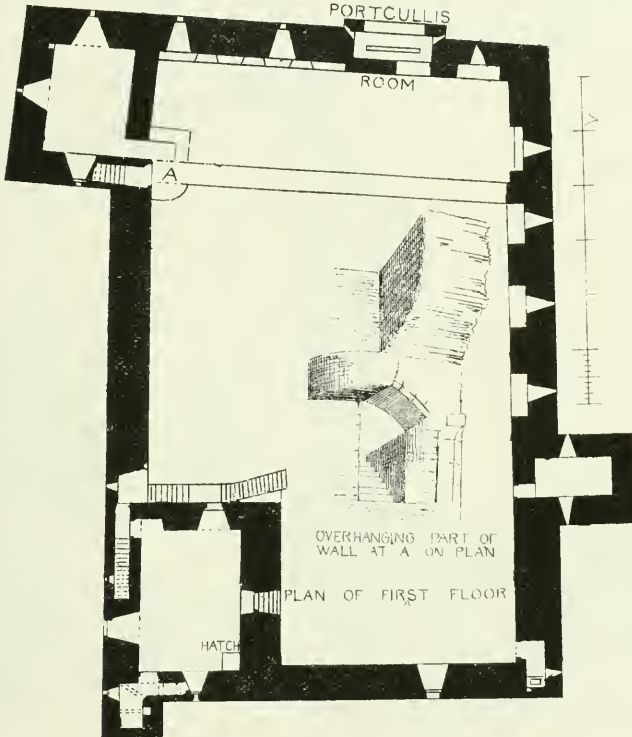 PORTCULLIS
ROOM
A
OVERHANGING PART OF
WALL AT A ON PLAN
PLAN OF FIRST FLOOR
HATCH